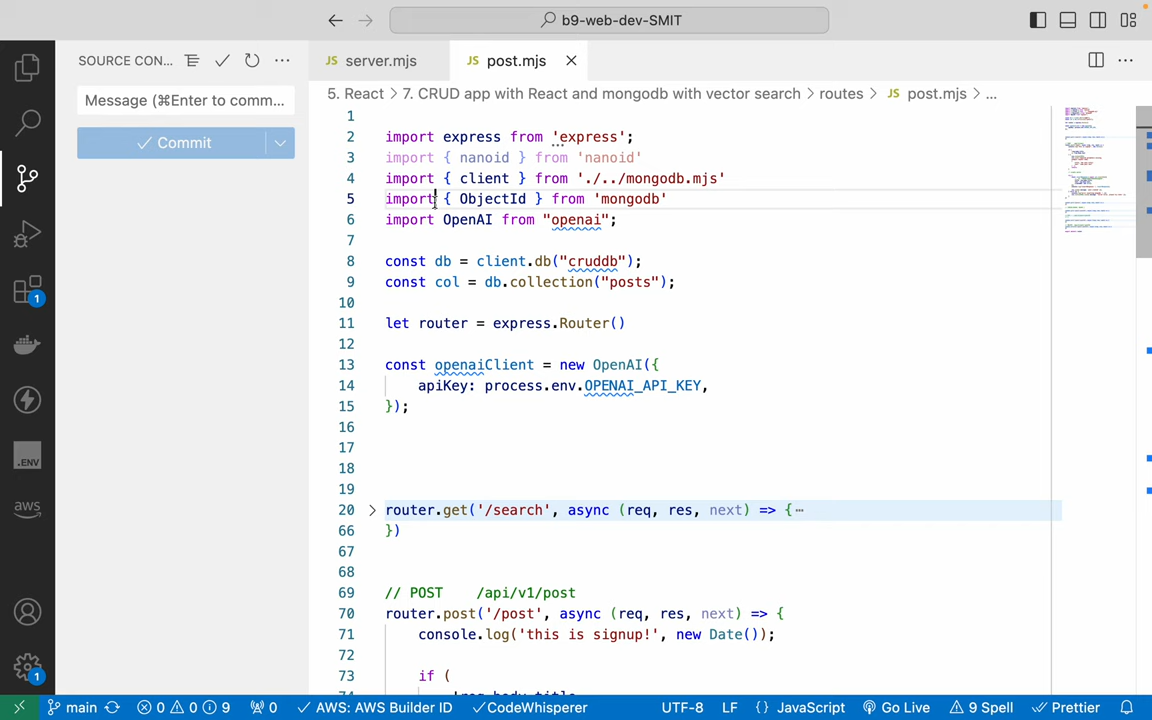 b9-web-dev-SMIT
SOURCE CON...
JS server.mjs
JS post.mjs
5. React > 7. CRUD app with React and mongodb with vector search > routes > JS post.mjs > ...
Message (⌘Enter to comm...
Commit
1
2 import express from 'express';
3 import { nanoid } from 'nanoid'
4 import { client } from './../mongodb.mjs'
5 import { ObjectId } from 'mongodb'
6 import OpenAI from "openai";
7
8 const db = client.db("cruddb");
9 const col = db.collection("posts");
10
11 let router = express.Router()
12
13 const openaiClient = new OpenAI({
14 apiKey: process.env.OPENAI_API_KEY,
15 });
16
17
18
19
20 router.get('/search', async (req, res, next) => {⋯
66 })
67
68
69 // POST /api/v1/post
70 router.post('/post', async (req, res, next) => {
71 console.log('this is signup!', new Date());
72
73 if (
1
.ENV
aws
1
main 0 0 9 0 AWS: AWS Builder ID CodeWhisperer UTF-8 LF {} JavaScript Go Live 9 Spell Prettier